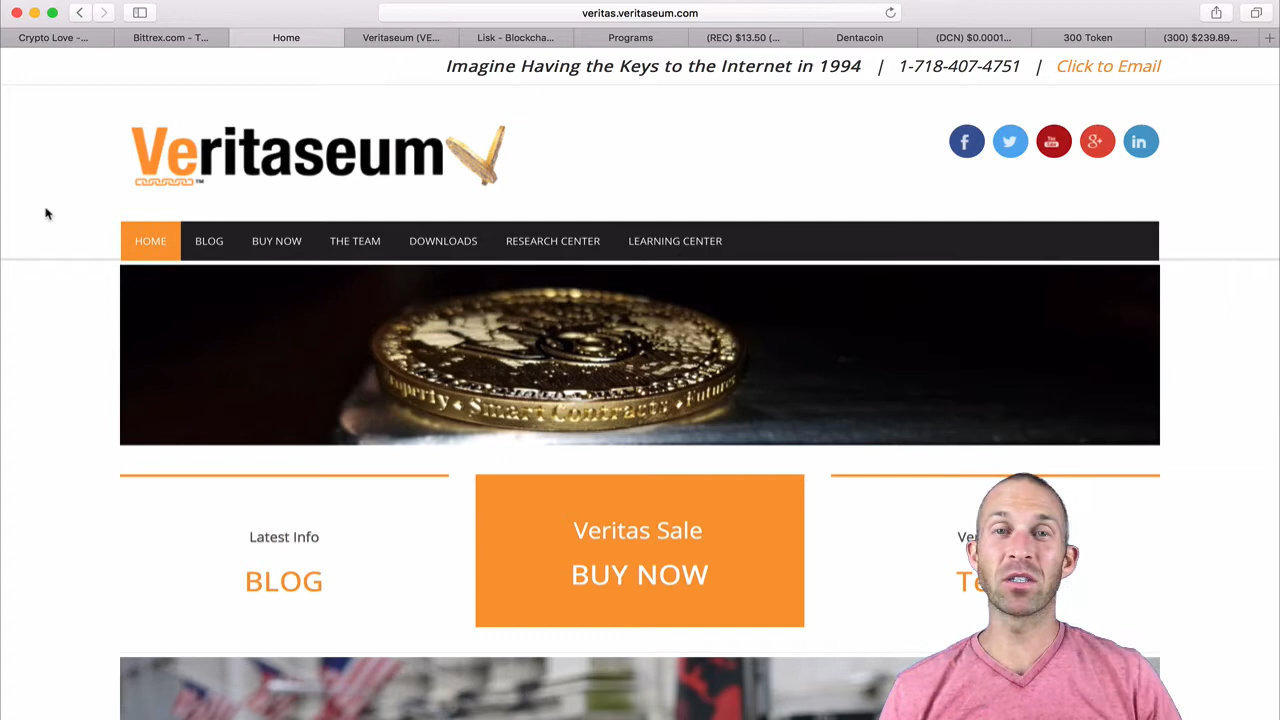 veritas.veritaseum.com
Crypto Love -...
Bittrex.com - T...
Home
Veritaseum (VE...
Lisk - Blockcha...
Programs
(REC) $13.50 (...
Dentacoin
(DCN) $0.0001...
300 Token
(300) $239.89...
Imagine Having the Keys to the Internet in 1994 | 1-718-407-4751 | Click to Email
Veritaseum
HOME
BLOG
BUY NOW
THE TEAM
DOWNLOADS
RESEARCH CENTER
LEARNING CENTER
Smart Contracts
Latest Info
BLOG
Veritas Sale
BUY NOW